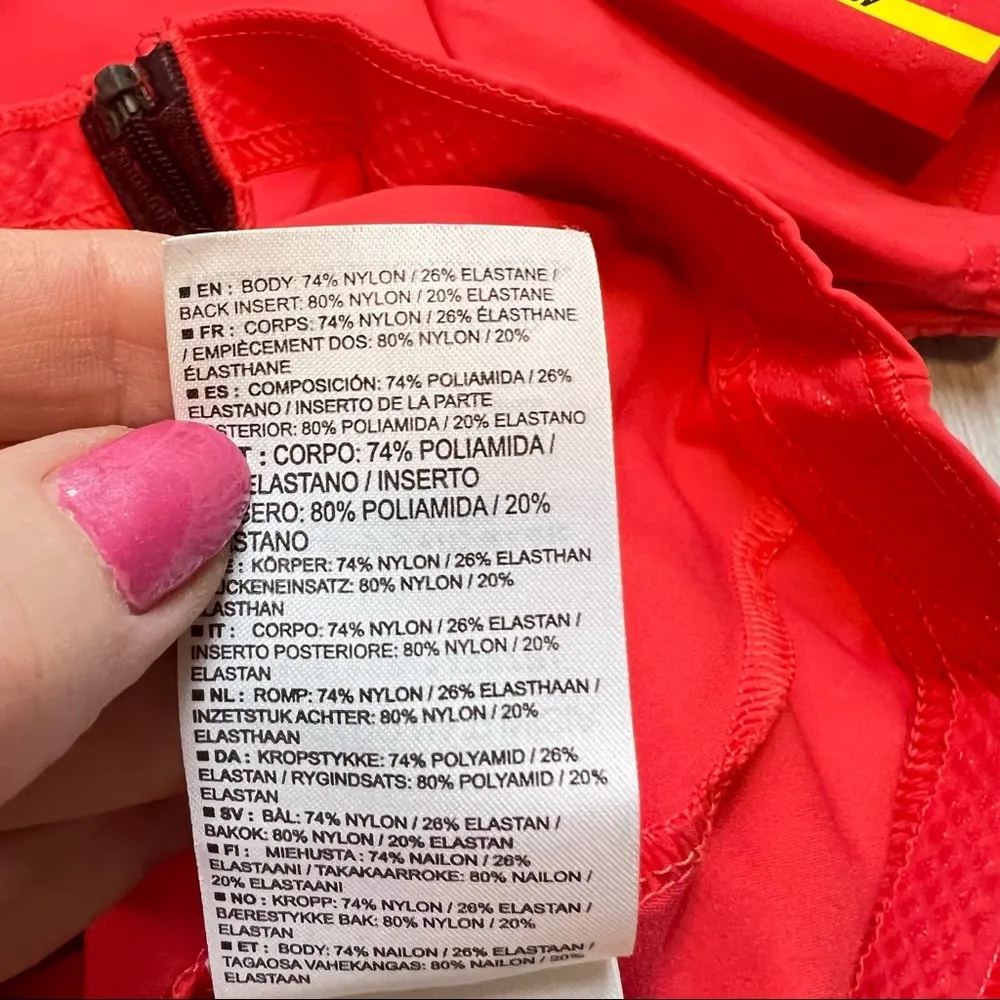 ■ EN : BODY: 74% NYLON / 26% ELASTANE /
BACK INSERT: 80% NYLON / 20% ELASTANE
■ FR : CORPS: 74% NYLON / 26% ÉLASTHANE
/ EMPIÈCEMENT DOS: 80% NYLON / 20%
ÉLASTHANE
■ ES : COMPOSICIÓN: 74% POLIAMIDA / 26%
ELASTANO / INSERTO DE LA PARTE
STERIOR: 80% POLIAMIDA / 20% ELASTANO
T : CORPO: 74% POLIAMIDA /
ELASTANO / INSERTO
SERO: 80% POLIAMIDA / 20%
STANO
E : KÖRPER: 74% NYLON / 26% ELASTHAN
ÜCKENEINSATZ: 80% NYLON / 20%
LASTHAN
■ IT : CORPO: 74% NYLON / 26% ELASTAN /
INSERTO POSTERIORE: 80% NYLON / 20%
ELASTAN
■ NL : ROMP: 74% NYLON / 26% ELASTHAAN /
INZETSTUK ACHTER: 80% NYLON / 20%
ELASTHAAN
■ DA : KROPSTYKKE: 74% POLYAMID / 26%
ELASTAN / RYGINDSATS: 80% POLYAMID / 20%
ELASTAN
■ SV : BÅL: 74% NYLON / 26% ELASTAN /
BAKOK: 80% NYLON / 20% ELASTAN
■ FI : MIEHUSTA : 74% NAILON / 26%
ELASTAANI / TAKAKAARROKE: 80% NAILON /
20% ELASTAANI
■ NO : KROPP: 74% NYLON / 26% ELASTAN /
BÆRESTYKKE BAK: 80% NYLON / 20%
ELASTAN
■ ET : BODY: 74% NAILON / 26% ELASTAAN /
TAGAOSA VAHEKANGAS: 80% NAILON / 20%
ELASTAAN